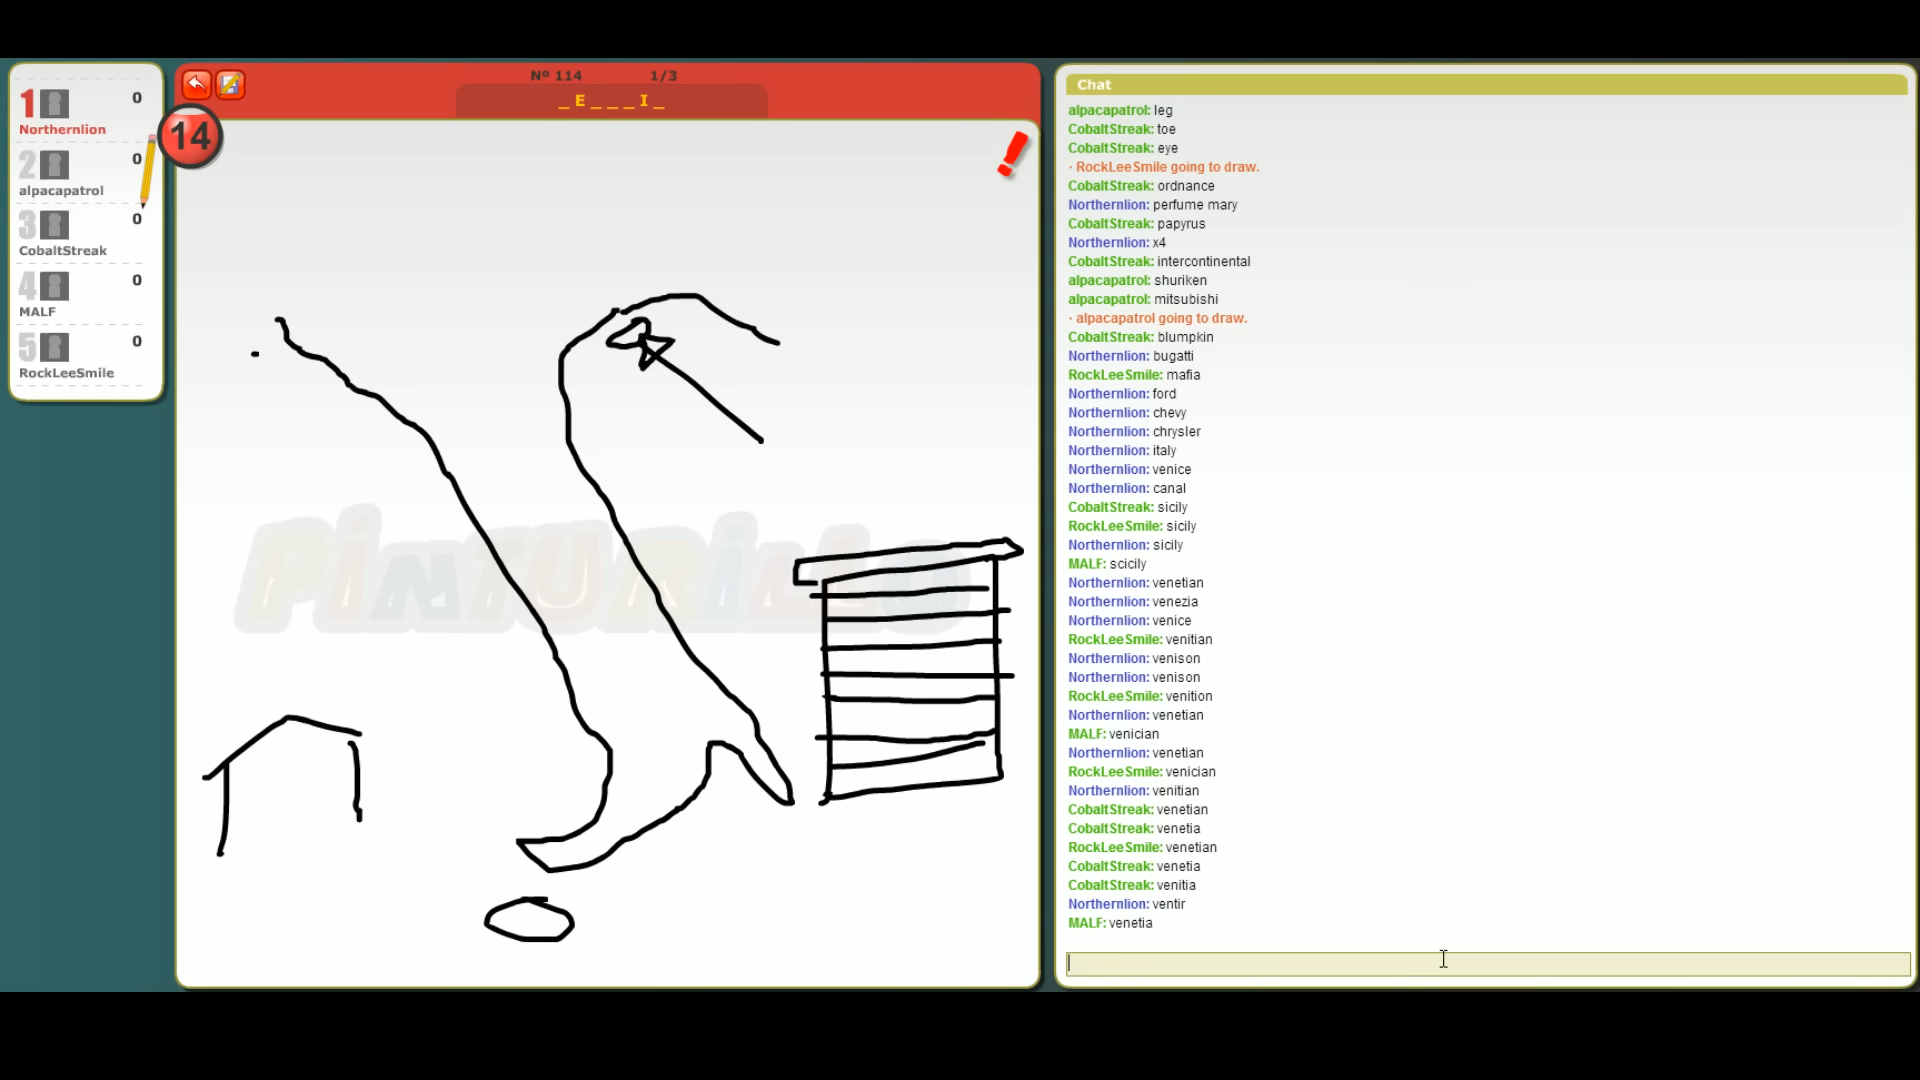 Nº 114 1/3
_ E _ _ _ I _
14
1 0
Northernlion
2 0
alpacapatrol
3 0
CobaltStreak
4 0
MALF
5 0
RockLeeSmile
PINTURILLO
Chat
alpacapatrol: leg
CobaltStreak: toe
CobaltStreak: eye
· RockLeeSmile going to draw.
CobaltStreak: ordnance
Northernlion: perfume mary
CobaltStreak: papyrus
Northernlion: x4
CobaltStreak: intercontinental
alpacapatrol: shuriken
alpacapatrol: mitsubishi
· alpacapatrol going to draw.
CobaltStreak: blumpkin
Northernlion: bugatti
RockLeeSmile: mafia
Northernlion: ford
Northernlion: chevy
Northernlion: chrysler
Northernlion: italy
Northernlion: venice
Northernlion: canal
CobaltStreak: sicily
RockLeeSmile: sicily
Northernlion: sicily
MALF: scicily
Northernlion: venetian
Northernlion: venezia
Northernlion: venice
RockLeeSmile: venitian
Northernlion: venison
Northernlion: venison
RockLeeSmile: venition
Northernlion: venetian
MALF: venician
Northernlion: venetian
RockLeeSmile: venician
Northernlion: venitian
CobaltStreak: venetian
CobaltStreak: venetia
RockLeeSmile: venetian
CobaltStreak: venetia
CobaltStreak: venitia
Northernlion: ventir
MALF: venetia